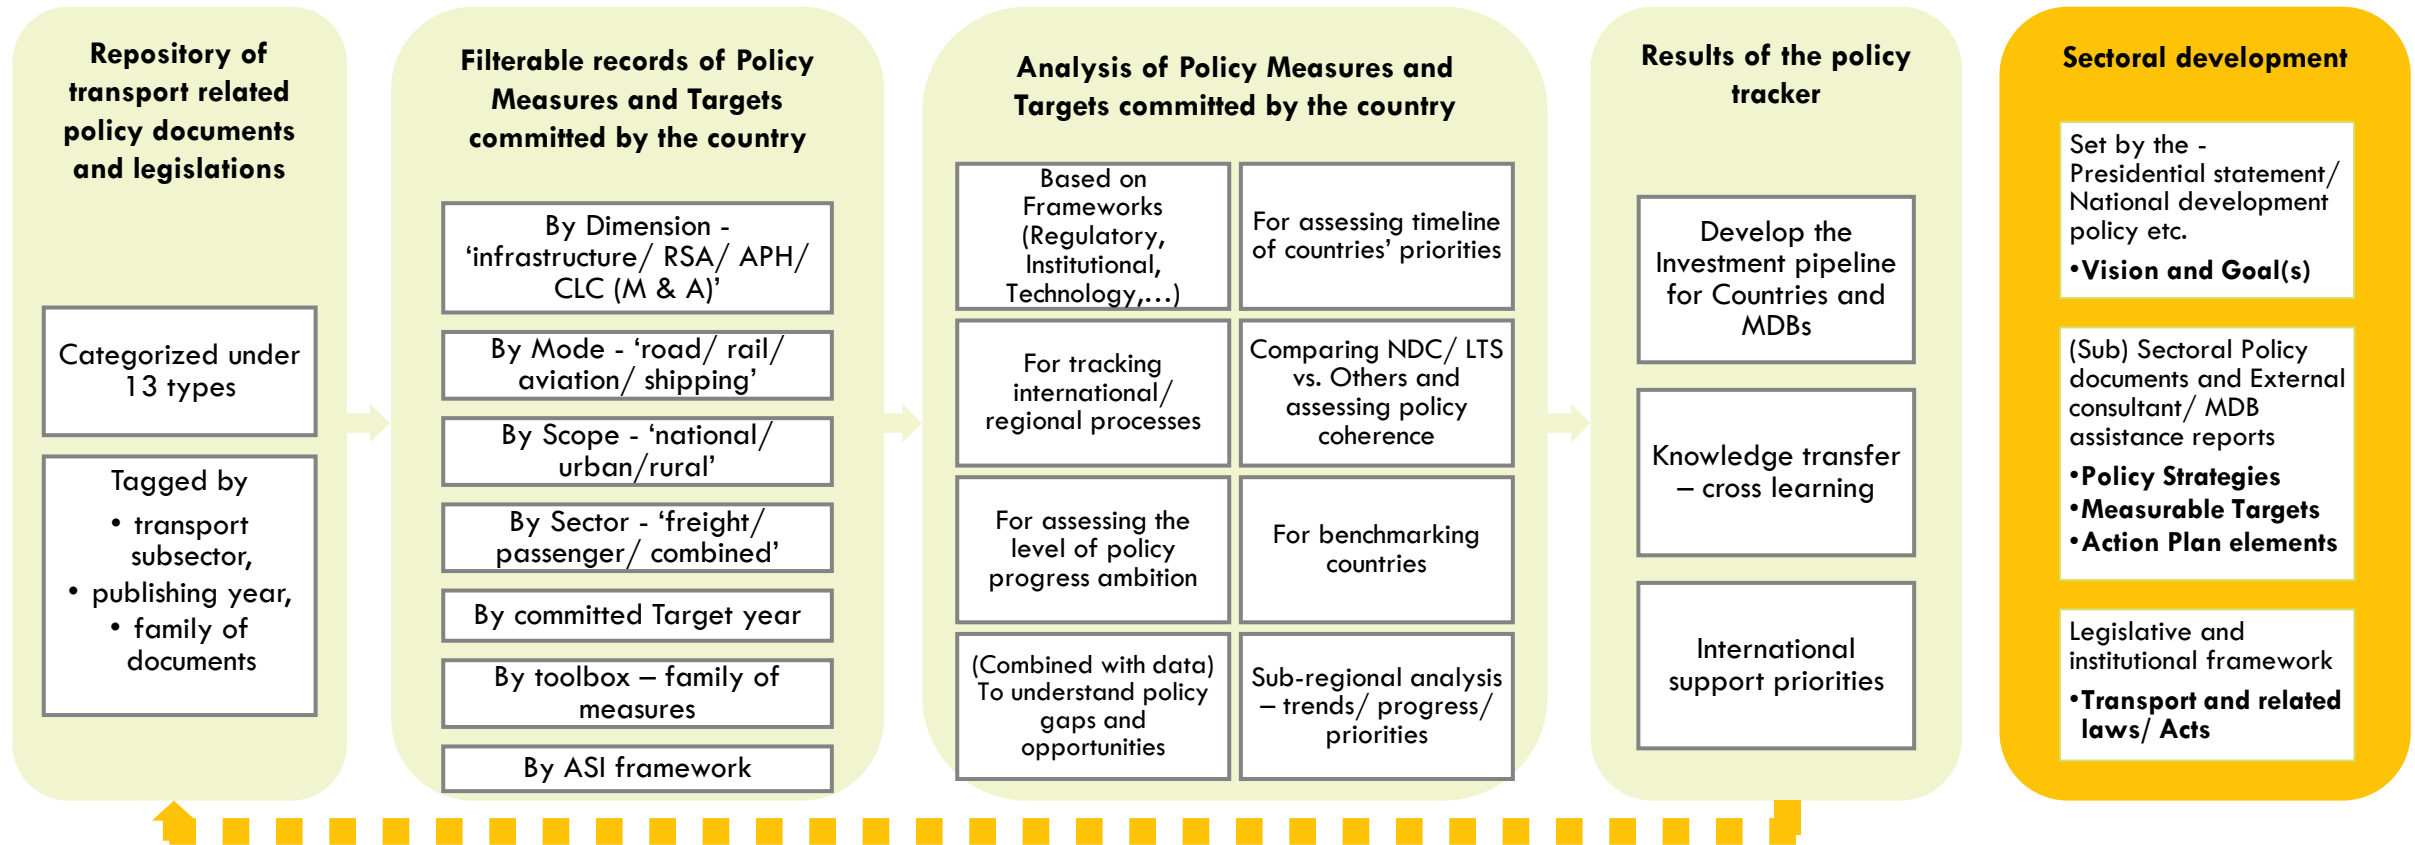 Repository of
transport related
policy documents
and legislations
Categorized under
13 types
Tagged by
• transport
subsector,
• publishing year,
• family of
documents
Filterable records of Policy
Measures and Targets
committed by the country
By Dimension -
‘infrastructure/ RSA/ APH/
CLC (M & A)’
By Mode - ‘road/ rail/
aviation/ shipping’
By Scope - ‘national/
urban/rural’
By Sector - ‘freight/
passenger/ combined’
By committed Target year
By toolbox – family of
measures
By ASI framework
Analysis of Policy Measures and
Targets committed by the country
Based on
Frameworks
(Regulatory,
Institutional,
Technology,…)
For assessing timeline
of countries’ priorities
For tracking
international/
regional processes
Comparing NDC/ LTS
vs. Others and
assessing policy
coherence
For assessing the
level of policy
progress ambition
For benchmarking
countries
(Combined with data)
To understand policy
gaps and
opportunities
Sub-regional analysis
– trends/ progress/
priorities
Results of the policy
tracker
Develop the
Investment pipeline
for Countries and
MDBs
Knowledge transfer
– cross learning
International
support priorities
Sectoral development
Set by the -
Presidential statement/
National development
policy etc.
•Vision and Goal(s)
(Sub) Sectoral Policy
documents and External
consultant/ MDB
assistance reports
•Policy Strategies
•Measurable Targets
•Action Plan elements
Legislative and
institutional framework
•Transport and related
laws/ Acts